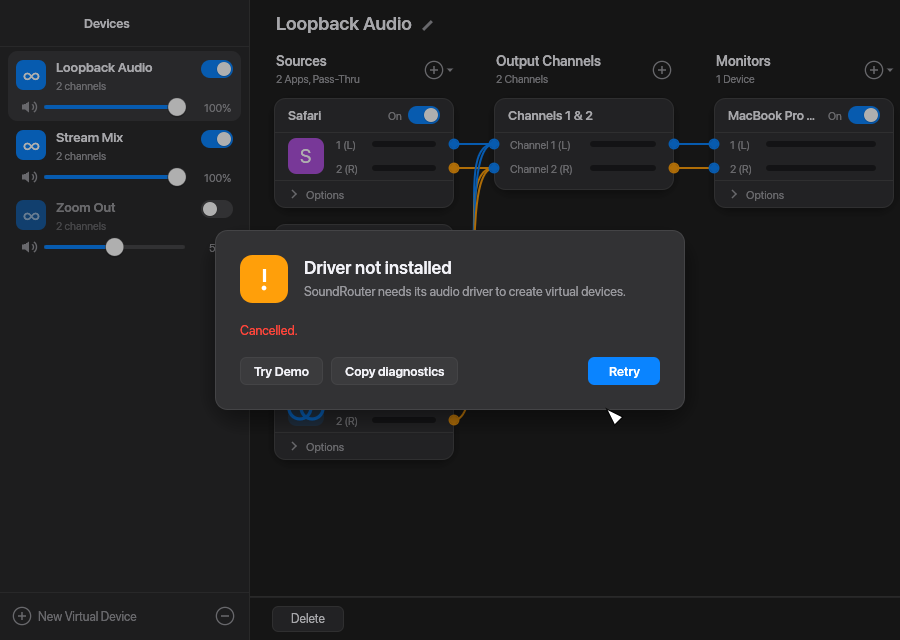 Devices
Loopback Audio
2 channels
100%
Stream Mix
2 channels
100%
Zoom Out
2 channels
New Virtual Device
Loopback Audio
Sources
2 Apps, Pass-Thru
Output Channels
2 Channels
Monitors
1 Device
Safari
On
S
1 (L)
2 (R)
Options
Channels 1 & 2
Channel 1 (L)
Channel 2 (R)
MacBook Pro ...
On
1 (L)
2 (R)
Options
!
Driver not installed
SoundRouter needs its audio driver to create virtual devices.
Cancelled.
Try Demo
Copy diagnostics
Retry
2 (R)
Options
Delete